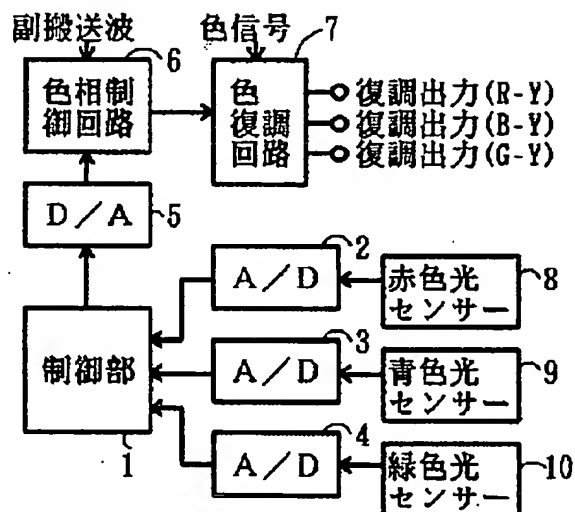 副搬送波
色信号
6
7
色相制
御回路
色
復調
回路
復調出力(R-Y)
復調出力(B-Y)
復調出力(G-Y)
D/A
5
2
A/D
赤色光
センサー
8
制御部
1
3
A/D
青色光
センサー
9
4
A/D
緑色光
センサー
10